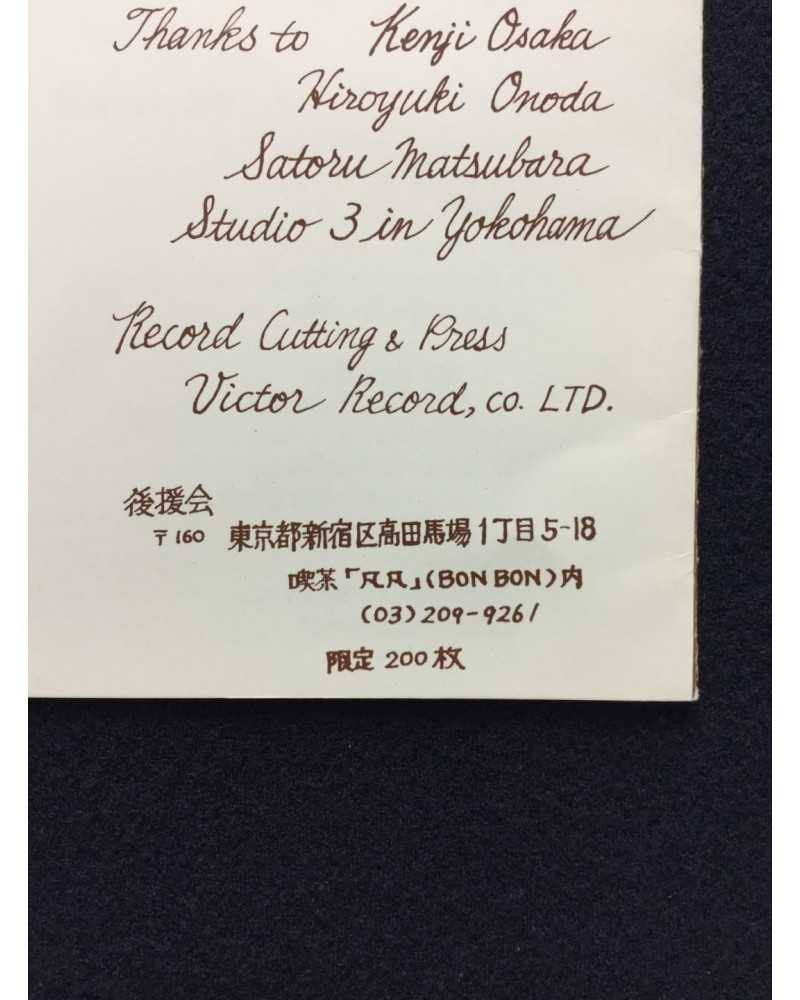 Thanks to Kenji Osaka
Hiroyuki Onoda
Satoru Matsubara
Studio 3 in Yokohama
Record Cutting & Press
Victor Record, CO. LTD.
後援会
〒160 東京都新宿区高田馬場1丁目5-18
喫茶「凡凡」(BON BON)内
(03)209-9261
限定 200枚